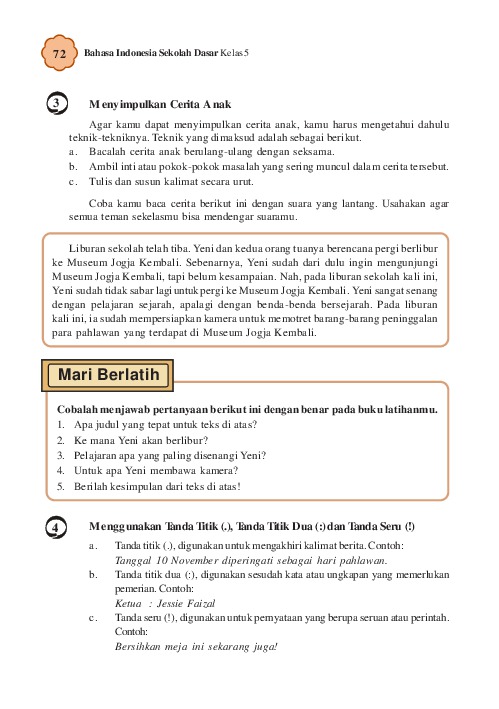 72 Bahasa Indonesia Sekolah Dasar Kelas 5
3 Menyimpulkan Cerita Anak
Agar kamu dapat menyimpulkan cerita anak, kamu harus mengetahui dahulu
teknik-tekniknya. Teknik yang dimaksud adalah sebagai berikut.
a. Bacalah cerita anak berulang-ulang dengan seksama.
b. Ambil inti atau pokok-pokok masalah yang sering muncul dalam cerita tersebut.
c. Tulis dan susun kalimat secara urut.
Coba kamu baca cerita berikut ini dengan suara yang lantang. Usahakan agar
semua teman sekelasmu bisa mendengar suaramu.
Liburan sekolah telah tiba. Yeni dan kedua orang tuanya berencana pergi berlibur
ke Museum Jogja Kembali. Sebenarnya, Yeni sudah dari dulu ingin mengunjungi
Museum Jogja Kembali, tapi belum kesampaian. Nah, pada liburan sekolah kali ini,
Yeni sudah tidak sabar lagi untuk pergi ke Museum Jogja Kembali. Yeni sangat senang
dengan pelajaran sejarah, apalagi dengan benda-benda bersejarah. Pada liburan
kali ini, ia sudah mempersiapkan kamera untuk memotret barang-barang peninggalan
para pahlawan yang terdapat di Museum Jogja Kembali.
Mari Berlatih
Cobalah menjawab pertanyaan berikut ini dengan benar pada buku latihanmu.
1. Apa judul yang tepat untuk teks di atas?
2. Ke mana Yeni akan berlibur?
3. Pelajaran apa yang paling disenangi Yeni?
4. Untuk apa Yeni membawa kamera?
5. Berilah kesimpulan dari teks di atas!
4 Menggunakan Tanda Titik (.), Tanda Titik Dua (:) dan Tanda Seru (!)
a. Tanda titik (.), digunakan untuk mengakhiri kalimat berita. Contoh:
Tanggal 10 November diperingati sebagai hari pahlawan.
b. Tanda titik dua (:), digunakan sesudah kata atau ungkapan yang memerlukan
pemerian. Contoh:
Ketua : Jessie Faizal
c. Tanda seru (!), digunakan untuk pernyataan yang berupa seruan atau perintah.
Contoh:
Bersihkan meja ini sekarang juga!